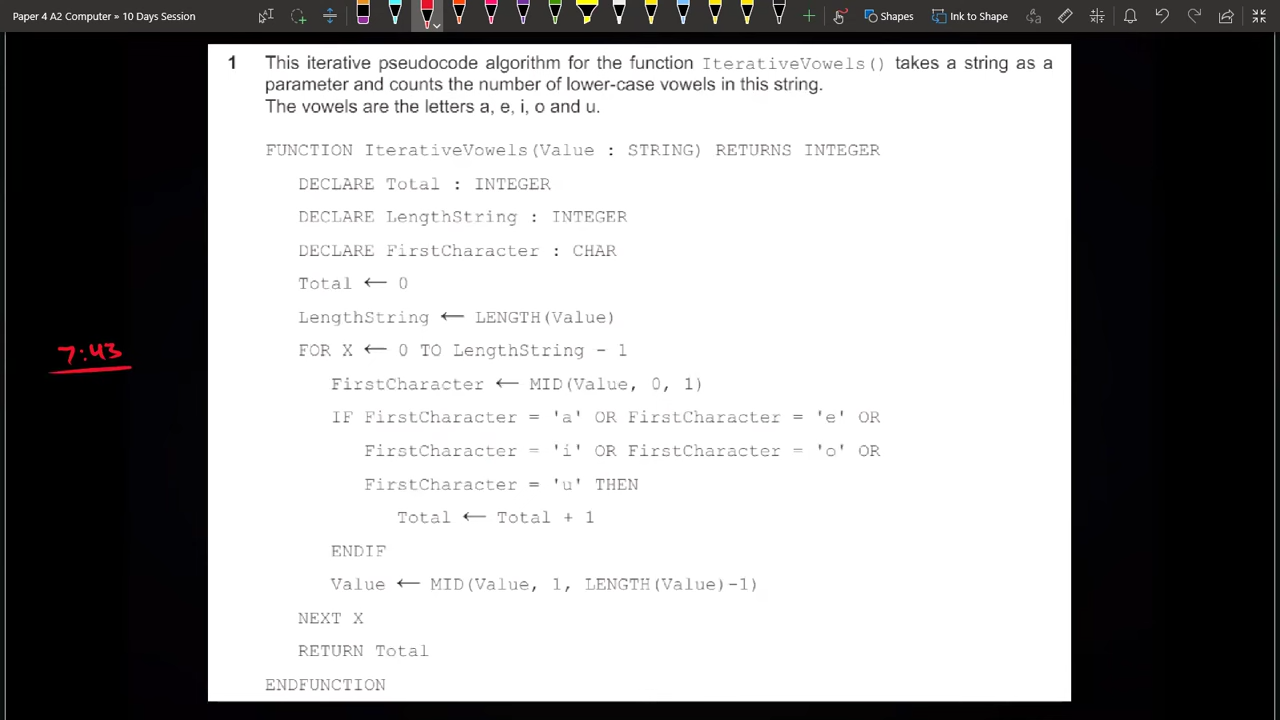 Paper 4 A2 Computer » 10 Days Session
Shapes
Ink to Shape
1 This iterative pseudocode algorithm for the function IterativeVowels() takes a string as a
parameter and counts the number of lower-case vowels in this string.
The vowels are the letters a, e, i, o and u.
FUNCTION IterativeVowels(Value : STRING) RETURNS INTEGER
DECLARE Total : INTEGER
DECLARE LengthString : INTEGER
DECLARE FirstCharacter : CHAR
Total ← 0
LengthString ← LENGTH(Value)
FOR X ← 0 TO LengthString - 1
7:43
FirstCharacter ← MID(Value, 0, 1)
IF FirstCharacter = 'a' OR FirstCharacter = 'e' OR
FirstCharacter = 'i' OR FirstCharacter = 'o' OR
FirstCharacter = 'u' THEN
Total ← Total + 1
ENDIF
Value ← MID(Value, 1, LENGTH(Value)-1)
NEXT X
RETURN Total
ENDFUNCTION